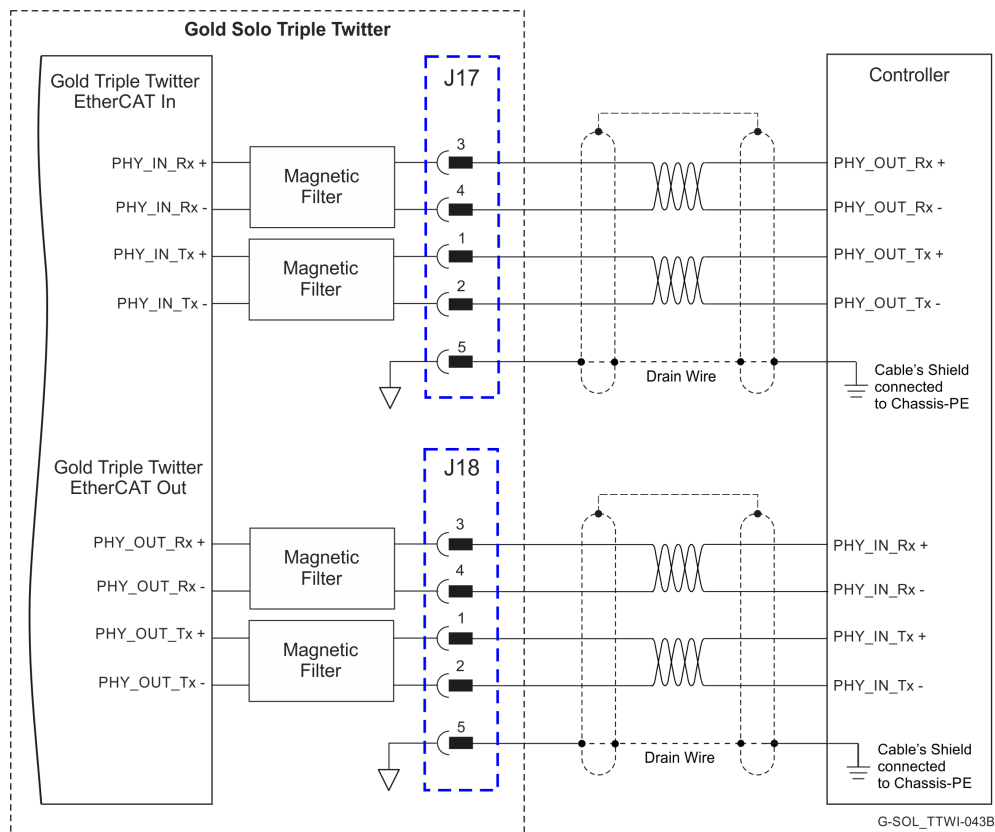 Gold Solo Triple Twitter
Gold Triple Twitter
EtherCAT In
J17
Controller
PHY_IN_Rx +
Magnetic
Filter
3
PHY_OUT_Rx +
PHY_IN_Rx -
4
PHY_OUT_Rx -
PHY_IN_Tx +
Magnetic
Filter
1
PHY_OUT_Tx +
PHY_IN_Tx -
2
PHY_OUT_Tx -
5
Drain Wire
Cable's Shield
connected
to Chassis-PE
Gold Triple Twitter
EtherCAT Out
J18
PHY_OUT_Rx +
Magnetic
Filter
3
PHY_IN_Rx +
PHY_OUT_Rx -
4
PHY_IN_Rx -
PHY_OUT_Tx +
Magnetic
Filter
1
PHY_IN_Tx +
PHY_OUT_Tx -
2
PHY_IN_Tx -
5
Drain Wire
Cable's Shield
connected
to Chassis-PE
G-SOL_TTWI-043B